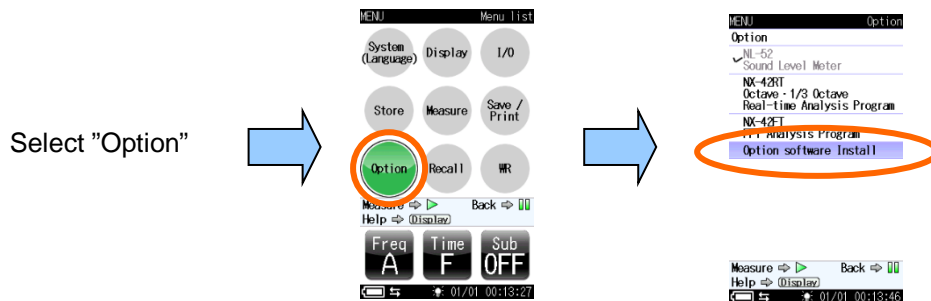 Select "Option"
MENU Menu list
System (Language) Display I/O
Store Measure Save / Print
Option Recall WR
Measure ⇨ ▷ Back ⇨ ▯▯
Help ⇨ Display
Freq A Time F Sub OFF
01/01 00:13:27
MENU Option
Option
NL-52
Sound Level Meter
NX-42RT
Octave・1/3 Octave
Real-time Analysis Program
NX-42FT
FFT Analysis Program
Option software Install
Measure ⇨ ▷ Back ⇨ ▯▯
Help ⇨ Display
01/01 00:13:46